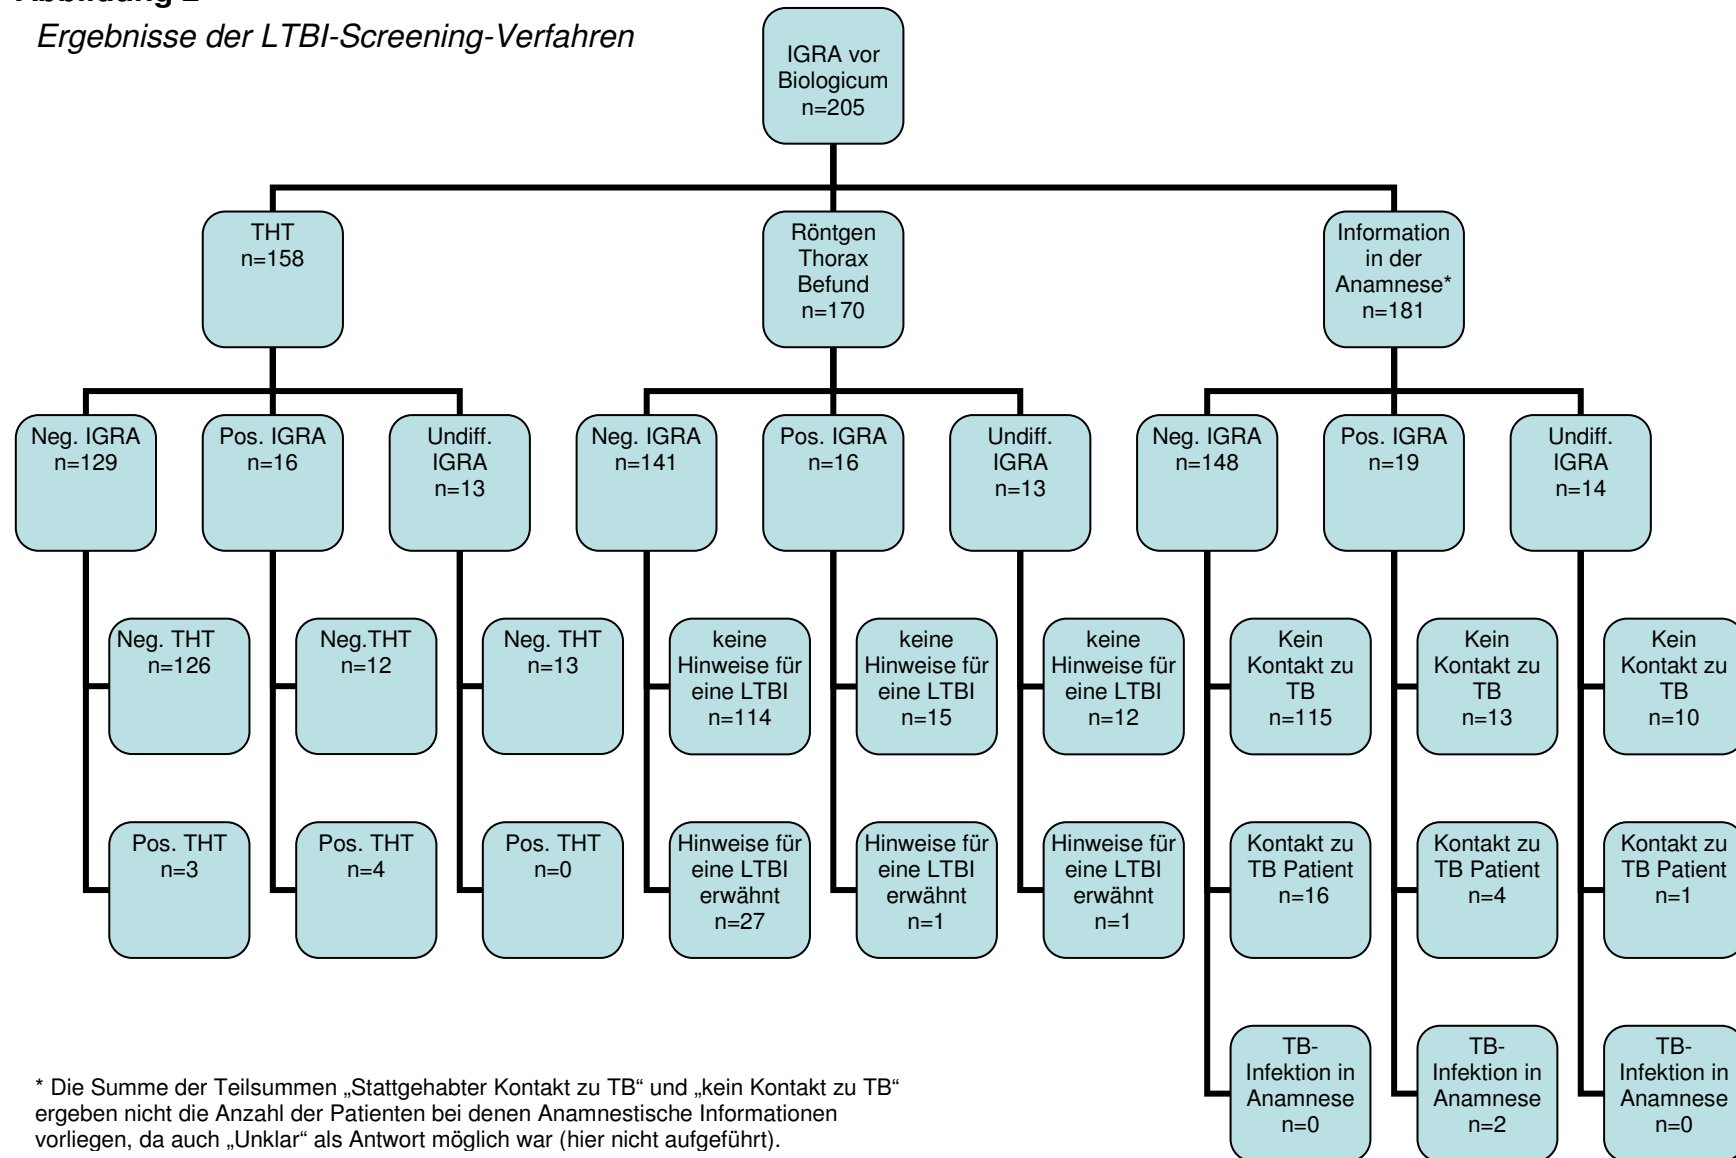 Ergebnisse der LTBI-Screening-Verfahren
IGRA vor
Biologicum
n=205
THT
n=158
Röntgen
Thorax
Befund
n=170
Information
in der
Anamnese*
n=181
Neg. IGRA
n=129
Pos. IGRA
n=16
Undiff.
IGRA
n=13
Neg. IGRA
n=141
Pos. IGRA
n=16
Undiff.
IGRA
n=13
Neg. IGRA
n=148
Pos. IGRA
n=19
Undiff.
IGRA
n=14
Neg. THT
n=126
Neg.THT
n=12
Neg. THT
n=13
keine
Hinweise für
eine LTBI
n=114
keine
Hinweise für
eine LTBI
n=15
keine
Hinweise für
eine LTBI
n=12
Kein
Kontakt zu
TB
n=115
Kein
Kontakt zu
TB
n=13
Kein
Kontakt zu
TB
n=10
Pos. THT
n=3
Pos. THT
n=4
Pos. THT
n=0
Hinweise für
eine LTBI
erwähnt
n=27
Hinweise für
eine LTBI
erwähnt
n=1
Hinweise für
eine LTBI
erwähnt
n=1
Kontakt zu
TB Patient
n=16
Kontakt zu
TB Patient
n=4
Kontakt zu
TB Patient
n=1
TB-
Infektion in
Anamnese
n=0
TB-
Infektion in
Anamnese
n=2
TB-
Infektion in
Anamnese
n=0
* Die Summe der Teilsummen „Stattgehabter Kontakt zu TB“ und „kein Kontakt zu TB“
ergeben nicht die Anzahl der Patienten bei denen Anamnestische Informationen
vorliegen, da auch „Unklar“ als Antwort möglich war (hier nicht aufgeführt).